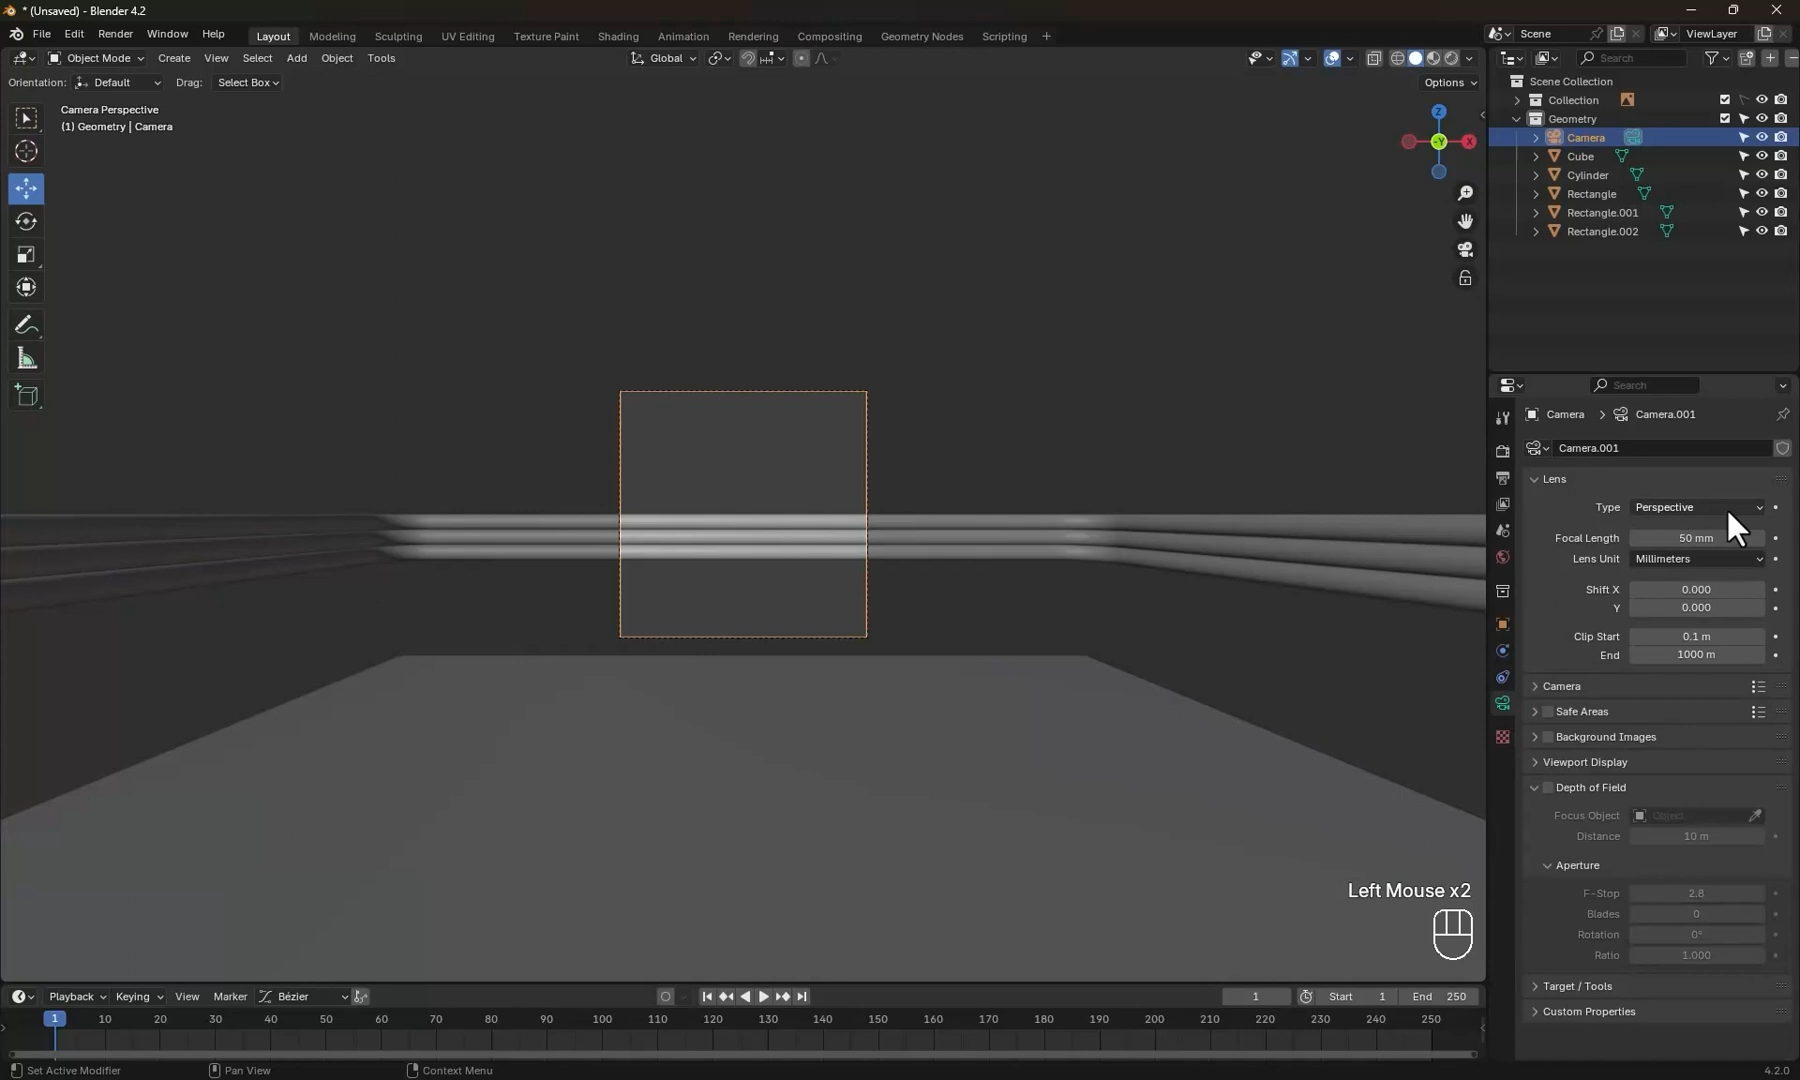 * (Unsaved) - Blender 4.2
File Edit Render Window Help Layout Modeling Sculpting UV Editing Texture Paint Shading Animation Rendering Compositing Geometry Nodes Scripting + Scene ViewLayer
Object Mode View Select Add Object Create Tools Global Search
Orientation: Default Drag: Select Box Options
Camera Perspective
(1) Geometry | Camera
Z
X
-Y
Scene Collection
Collection
Geometry
Camera
Cube
Cylinder
Rectangle
Rectangle.001
Rectangle.002
Search
Camera > Camera.001
Camera.001
Lens
Type Perspective
Focal Length 50 mm
Lens Unit Millimeters
Shift X 0.000
Y 0.000
Clip Start 0.1 m
End 1000 m
Camera
Safe Areas
Background Images
Viewport Display
Depth of Field
Focus Object Object
Distance 10 m
Aperture
F-Stop 2.8
Blades 0
Rotation 0°
Ratio 1.000
Target / Tools
Custom Properties
Left Mouse x2
Playback Keying View Marker Bézier 1 Start 1 End 250
1 10 20 30 40 50 60 70 80 90 100 110 120 130 140 150 160 170 180 190 200 210 220 230 240 250
Set Active Modifier Pan View Context Menu 4.2.0